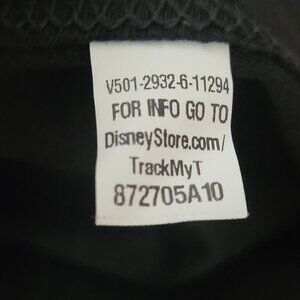 V501-2932-6-11294
FOR INFO GO TO
DisneyStore.com/
TrackMyT
872705A10